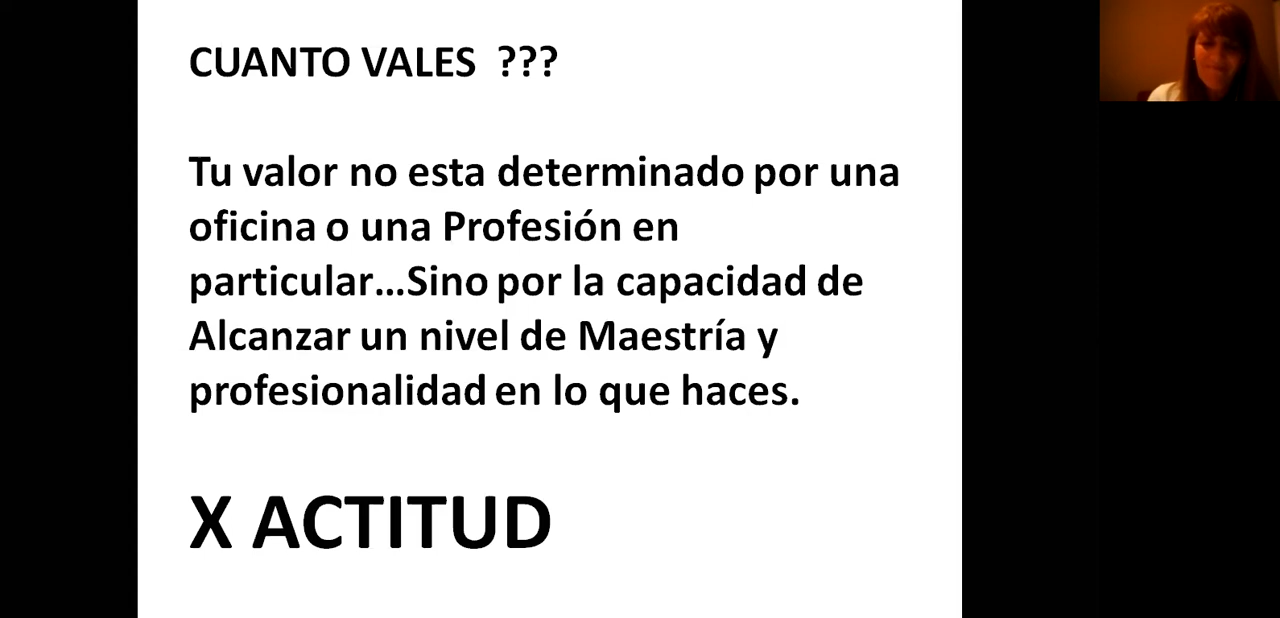 CUANTO VALES ???
Tu valor no esta determinado por una
oficina o una Profesión en
particular...Sino por la capacidad de
Alcanzar un nivel de Maestría y
profesionalidad en lo que haces.
X ACTITUD